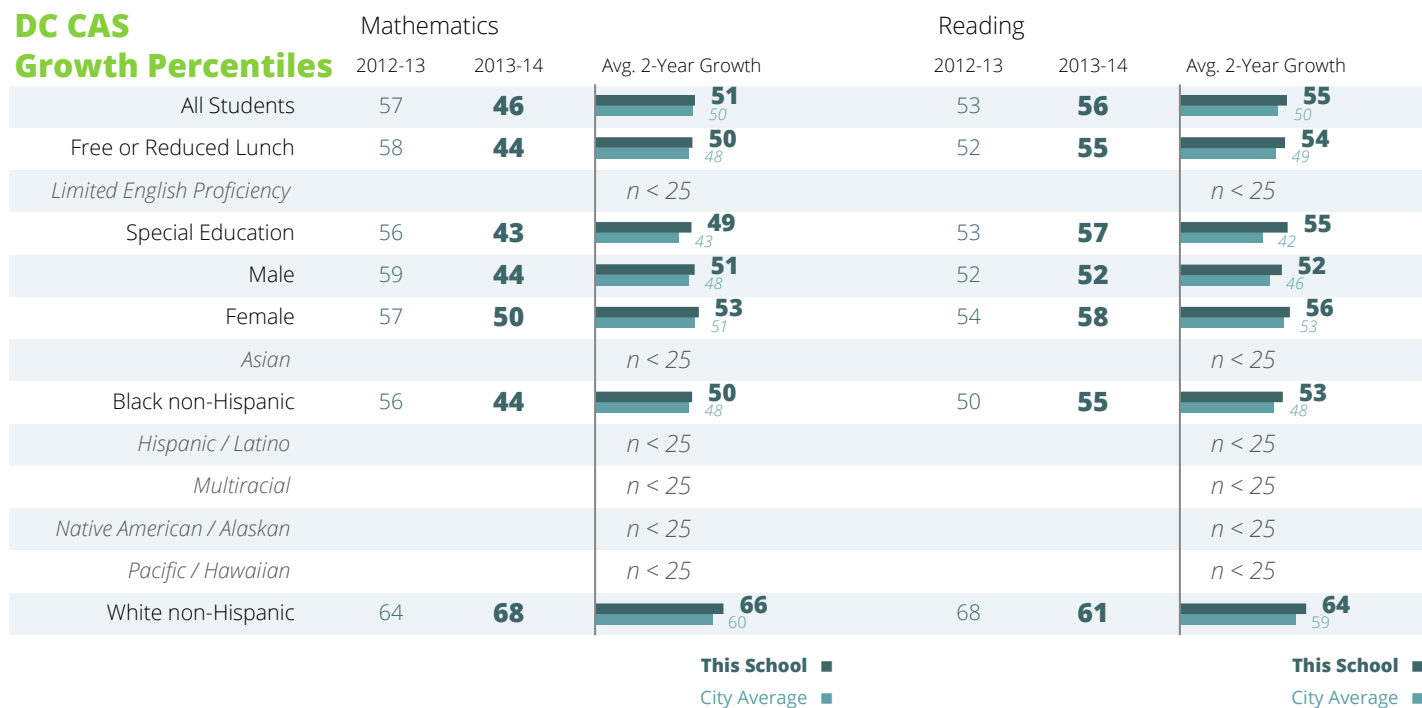 DC CAS
Growth Percentiles
Mathematics
Reading
2012-13 2013-14 Avg. 2-Year Growth 2012-13 2013-14 Avg. 2-Year Growth
All Students 57 46 51 50 53 56 55 50
Free or Reduced Lunch 58 44 50 48 52 55 54 49
Limited English Proficiency n < 25 n < 25
Special Education 56 43 49 43 53 57 55 42
Male 59 44 51 48 52 52 52 46
Female 57 50 53 51 54 58 56 53
Asian n < 25 n < 25
Black non-Hispanic 56 44 50 48 50 55 53 48
Hispanic / Latino n < 25 n < 25
Multiracial n < 25 n < 25
Native American / Alaskan n < 25 n < 25
Pacific / Hawaiian n < 25 n < 25
White non-Hispanic 64 68 66 60 68 61 64 59
This School This School
City Average City Average